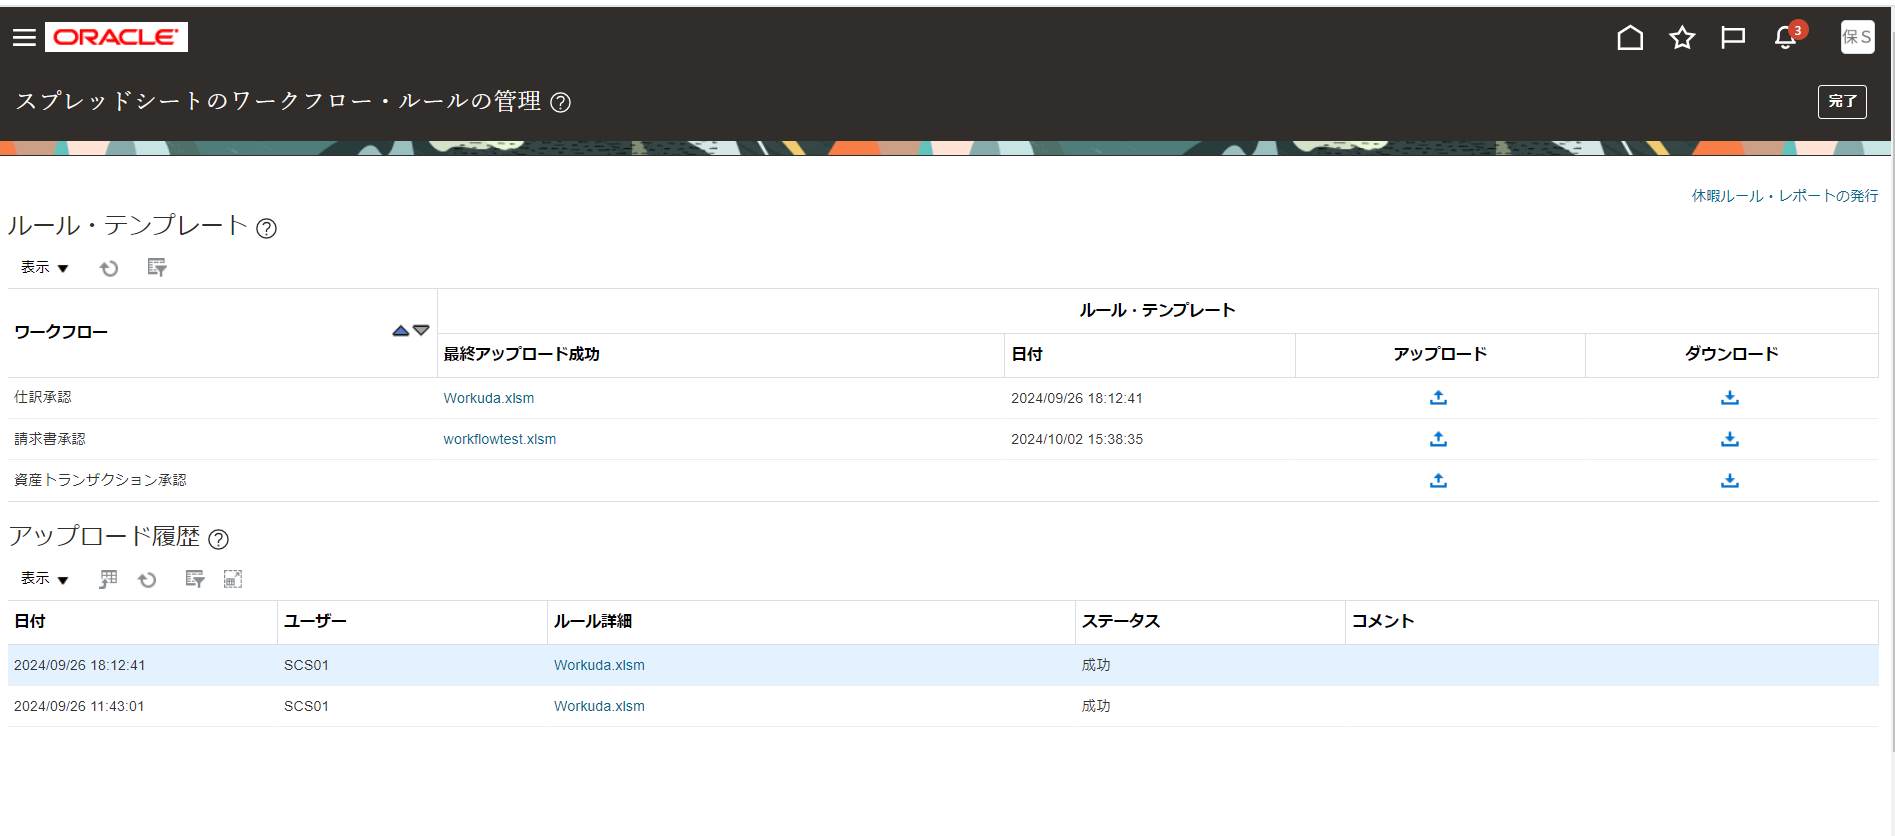 ORACLE
3
保 S
スプレッドシートのワークフロー・ルールの管理 ?
完了
休暇ルール・レポートの発行
ルール・テンプレート ?
表示
ワークフロー
ルール・テンプレート
最終アップロード成功 日付 アップロード ダウンロード
仕訳承認 Workuda.xlsm 2024/09/26 18:12:41
請求書承認 workflowtest.xlsm 2024/10/02 15:38:35
資産トランザクション承認
アップロード履歴 ?
表示
日付 ユーザー ルール詳細 ステータス コメント
2024/09/26 18:12:41 SCS01 Workuda.xlsm 成功
2024/09/26 11:43:01 SCS01 Workuda.xlsm 成功